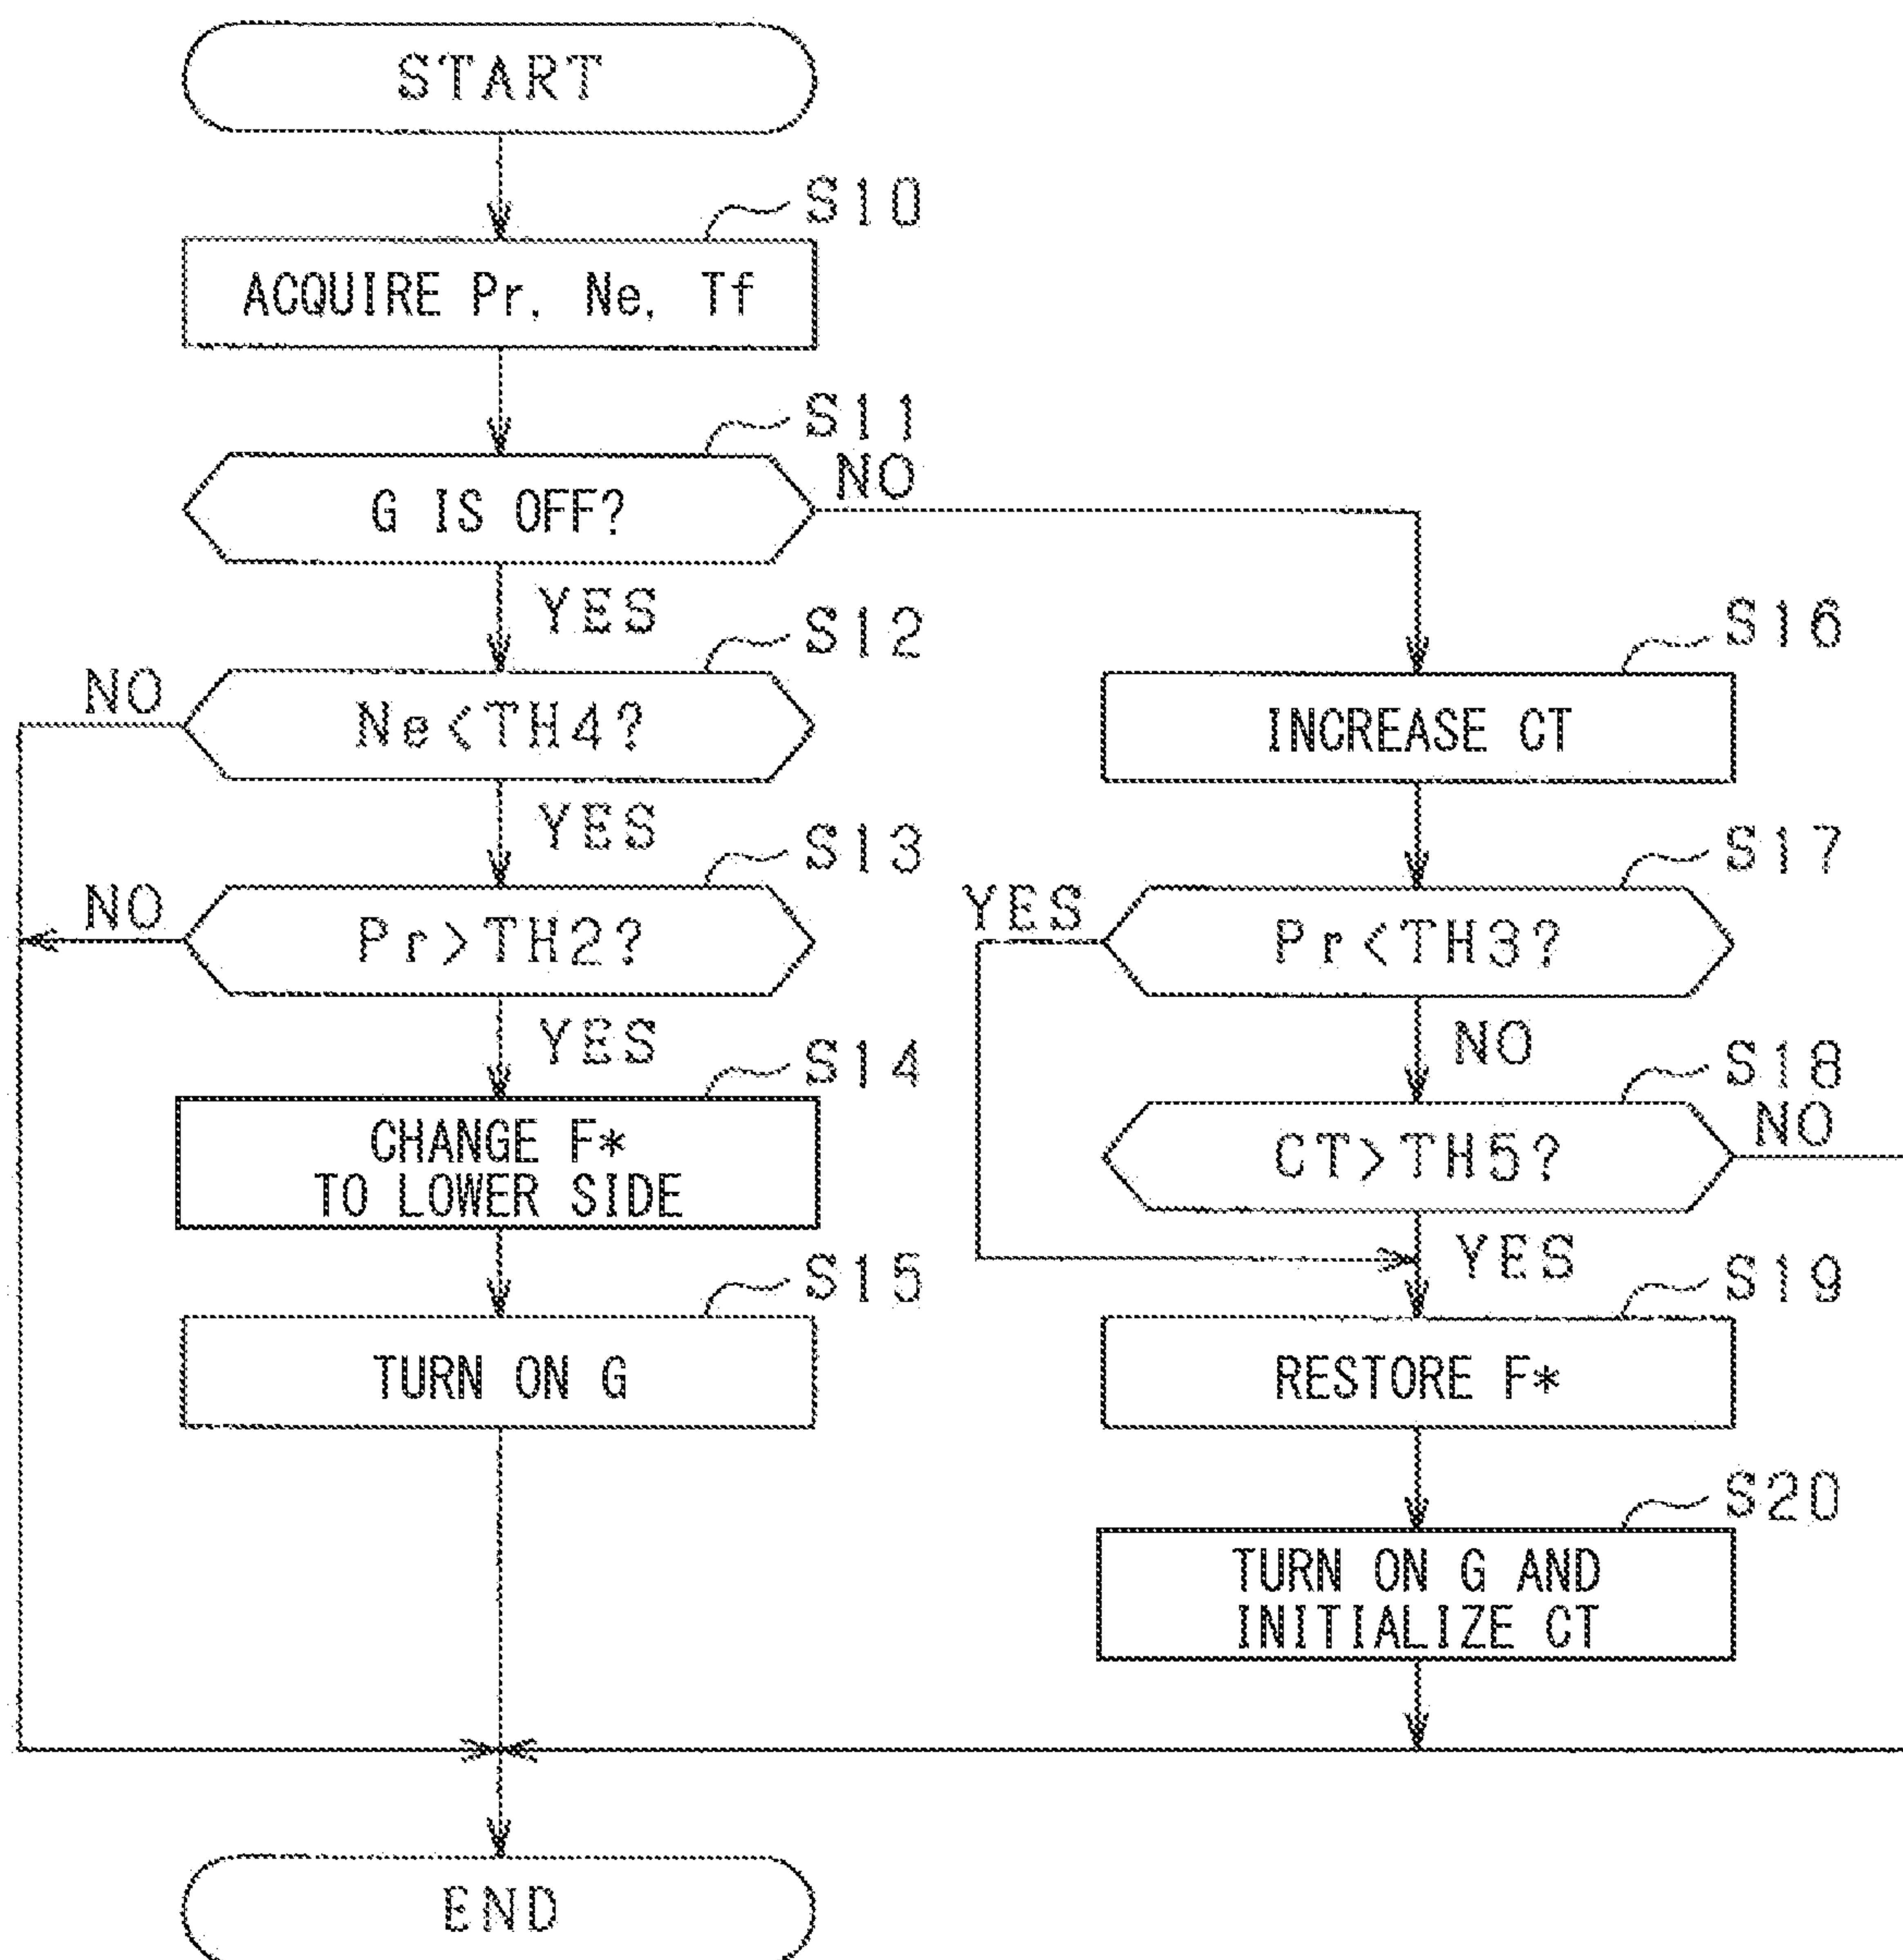 START
S10
ACQUIRE Pr, Ne, Tf
S11
G IS OFF?
NO
YES
S12
Ne<TH4?
NO
YES
S13
Pr>TH2?
NO
YES
S14
CHANGE F*
TO LOWER SIDE
S15
TURN ON G
S16
INCREASE CT
S17
Pr<TH3?
YES
NO
S18
CT>TH5?
NO
YES
S19
RESTORE F*
S20
TURN ON G AND
INITIALIZE CT
END